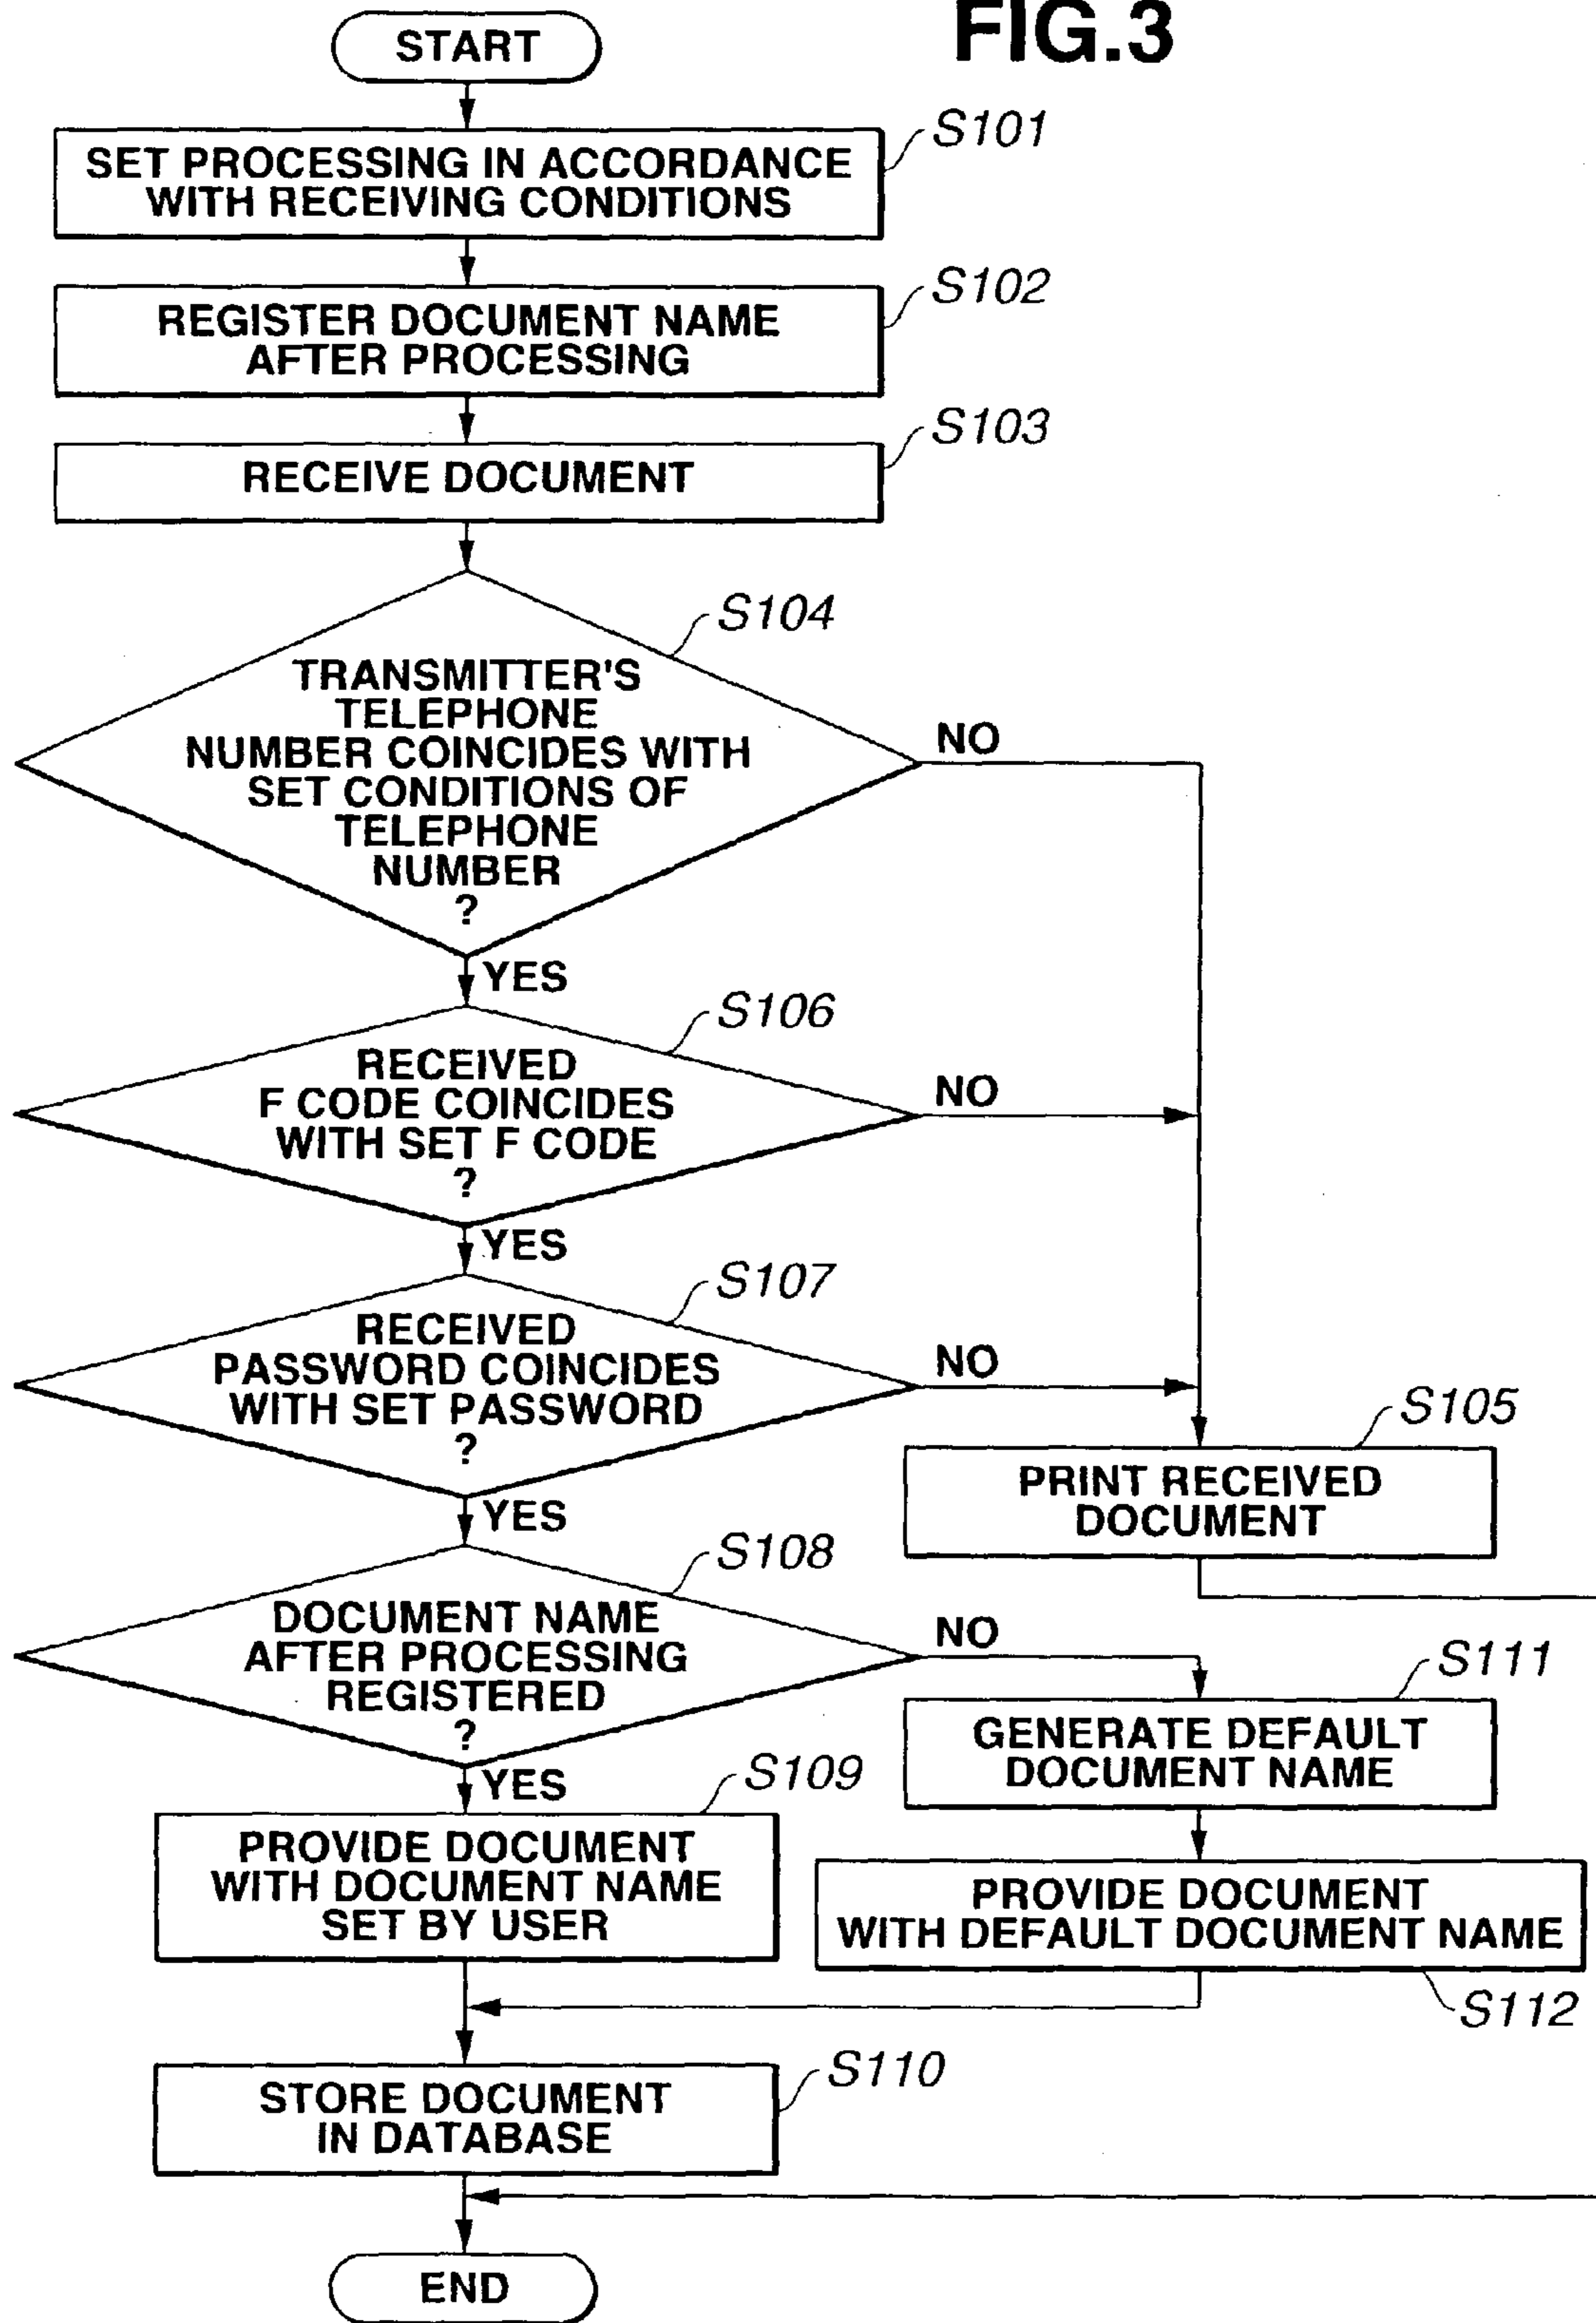 FIG.3
START
S101
SET PROCESSING IN ACCORDANCE
WITH RECEIVING CONDITIONS
S102
REGISTER DOCUMENT NAME
AFTER PROCESSING
S103
RECEIVE DOCUMENT
S104
TRANSMITTER'S
TELEPHONE
NUMBER COINCIDES WITH
SET CONDITIONS OF
TELEPHONE
NUMBER
?
NO
YES
S106
RECEIVED
F CODE COINCIDES
WITH SET F CODE
?
NO
YES
S107
RECEIVED
PASSWORD COINCIDES
WITH SET PASSWORD
?
NO
YES
S105
PRINT RECEIVED
DOCUMENT
S108
DOCUMENT NAME
AFTER PROCESSING
REGISTERED
?
NO
YES
S111
GENERATE DEFAULT
DOCUMENT NAME
S109
PROVIDE DOCUMENT
WITH DOCUMENT NAME
SET BY USER
PROVIDE DOCUMENT
WITH DEFAULT DOCUMENT NAME
S112
S110
STORE DOCUMENT
IN DATABASE
END